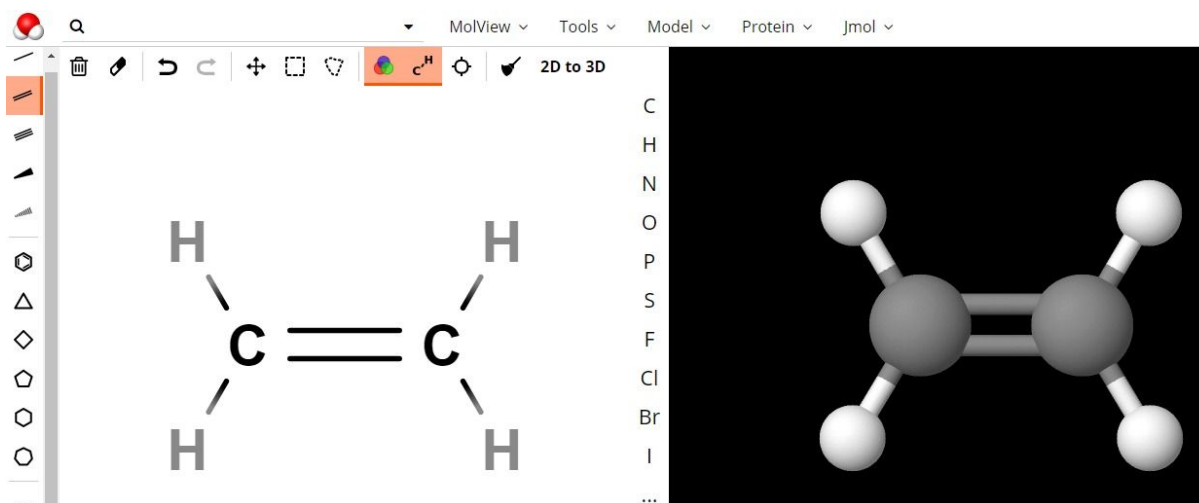 MolView Tools Model Protein Jmol
C'H 2D to 3D
C
H
N
O
P
S
F
Cl
Br
I
...
H H
C C
H H